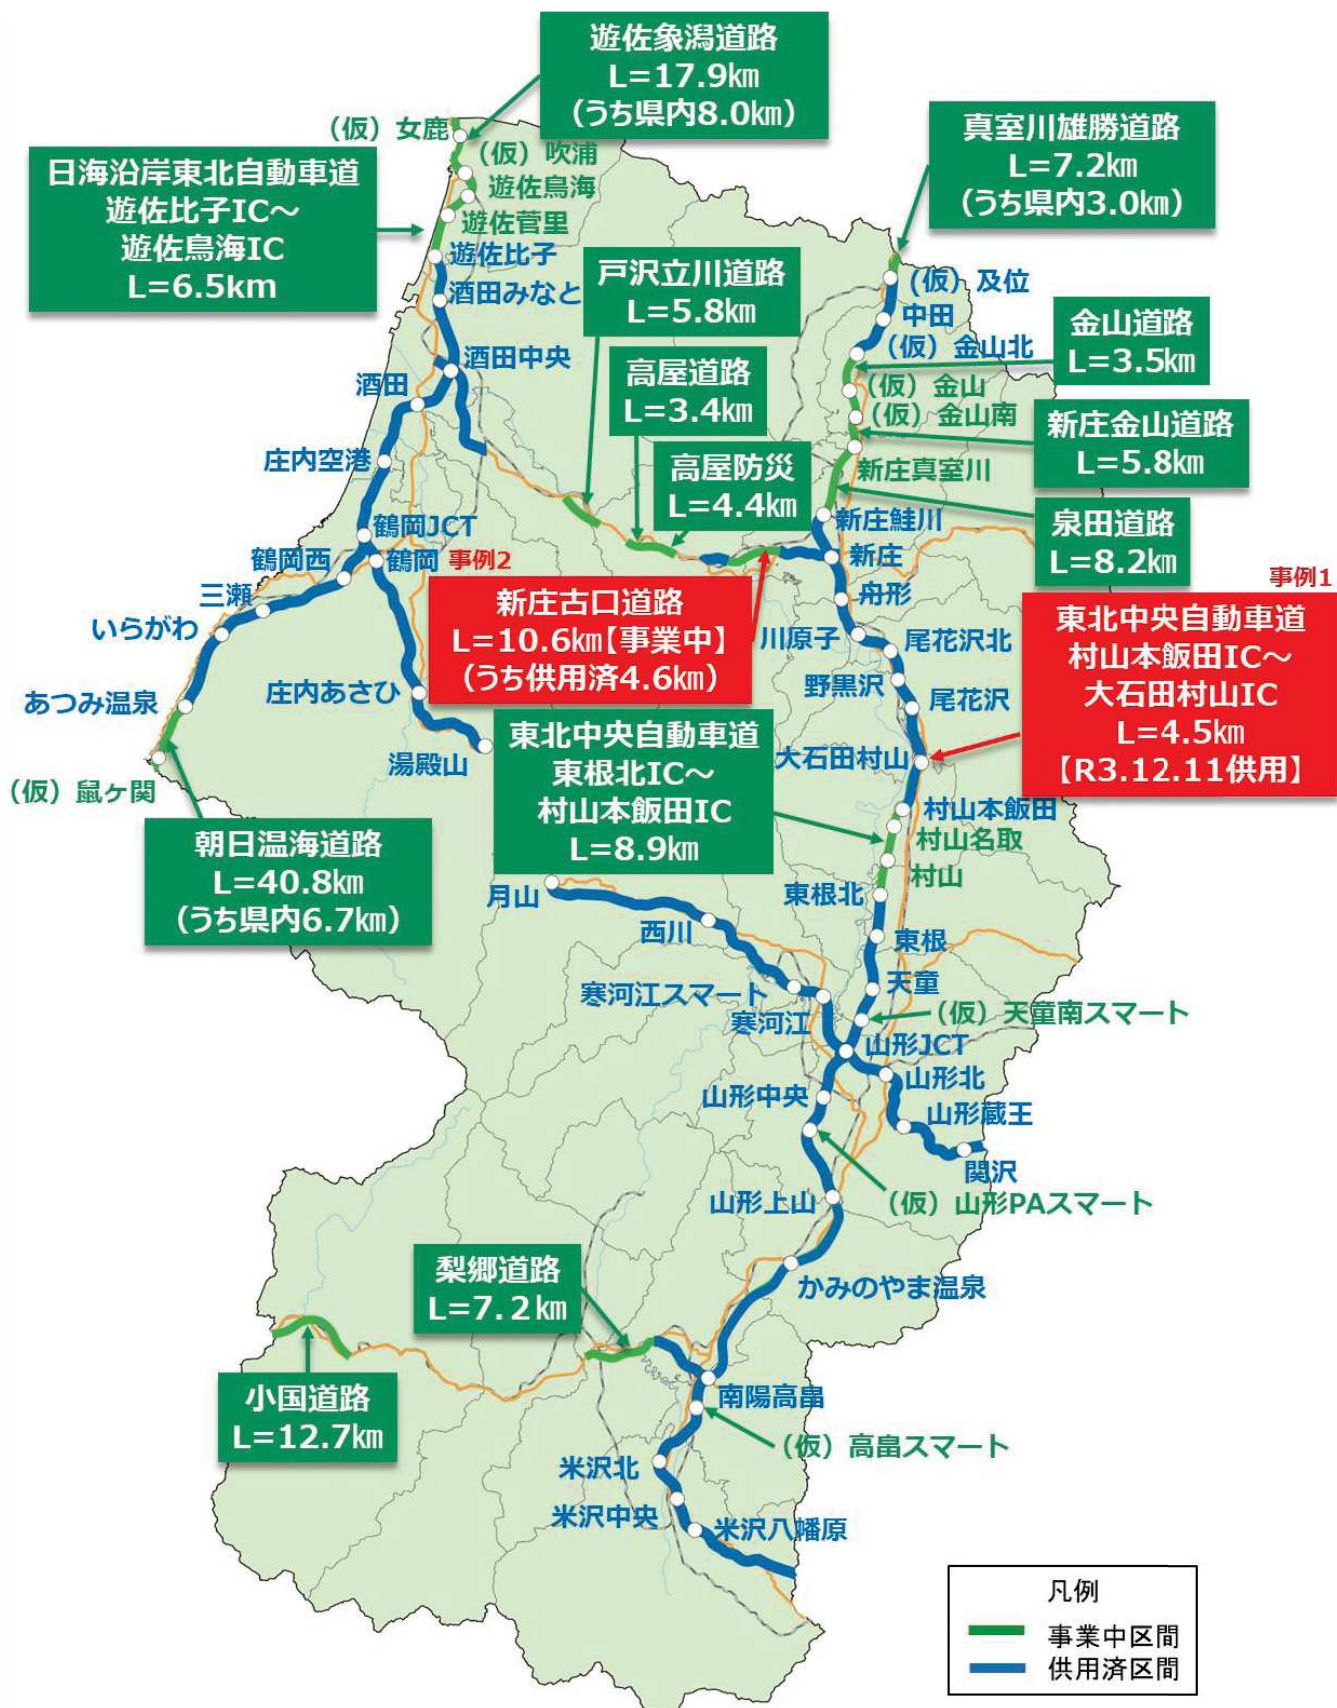 遊佐象潟道路
L=17.9㎞
(うち県内8.0㎞)
真室川雄勝道路
L=7.2㎞
(うち県内3.0㎞)
(仮)女鹿
(仮)吹浦
遊佐鳥海
遊佐菅里
日海沿岸東北自動車道
遊佐比子IC～
遊佐鳥海IC
L=6.5km
遊佐比子
酒田みなと
戸沢立川道路
L=5.8㎞
(仮)及位
中田
(仮)金山北
金山道路
L=3.5㎞
酒田中央
酒田
高屋道路
L=3.4㎞
(仮)金山
(仮)金山南
新庄金山道路
L=5.8㎞
庄内空港
高屋防災
L=4.4㎞
新庄真室川
泉田道路
L=8.2㎞
鶴岡JCT
新庄鮭川
鶴岡西
鶴岡
事例2
新庄
事例1
三瀬
新庄古口道路
L=10.6㎞【事業中】
(うち供用済4.6㎞)
舟形
東北中央自動車道
村山本飯田IC～
大石田村山IC
L=4.5㎞
【R3.12.11供用】
いらがわ
川原子
尾花沢北
庄内あさひ
野黒沢
尾花沢
あつみ温泉
湯殿山
東北中央自動車道
東根北IC～
村山本飯田IC
L=8.9㎞
大石田村山
(仮)鼠ヶ関
村山本飯田
村山名取
村山
朝日温海道路
L=40.8㎞
(うち県内6.7㎞)
月山
東根北
西川
東根
天童
寒河江スマート
寒河江
(仮)天童南スマート
山形JCT
山形北
山形中央
山形蔵王
関沢
山形上山
(仮)山形PAスマート
梨郷道路
L=7.2㎞
かみのやま温泉
小国道路
L=12.7㎞
南陽高畠
(仮)高畠スマート
米沢北
米沢中央
米沢八幡原
凡例
事業中区間
供用済区間